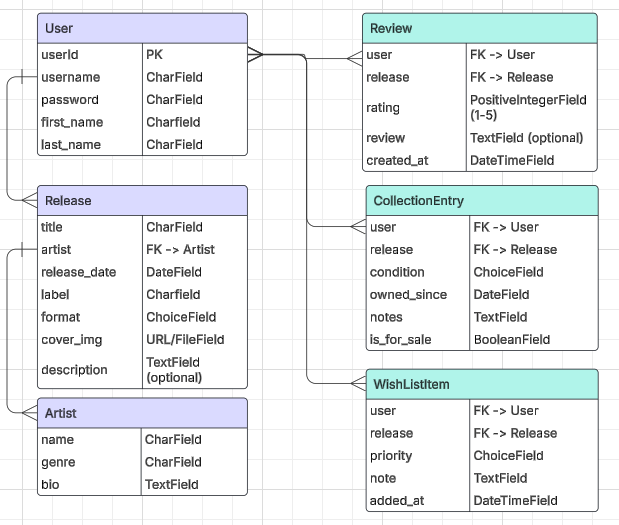 User
userId PK
username CharField
password CharField
first_name Charfield
last_name CharField
Release
title CharField
artist FK -> Artist
release_date DateField
label Charfield
format ChoiceField
cover_img URL/FileField
description TextField
(optional)
Artist
name CharField
genre CharField
bio TextField
Review
user FK -> User
release FK -> Release
rating PositiveIntegerField
(1-5)
review TextField (optional)
created_at DateTimeField
CollectionEntry
user FK -> User
release FK -> Release
condition ChoiceField
owned_since DateField
notes TextField
is_for_sale BooleanField
WishListItem
user FK -> User
release FK -> Release
priority ChoiceField
note TextField
added_at DateTimeField